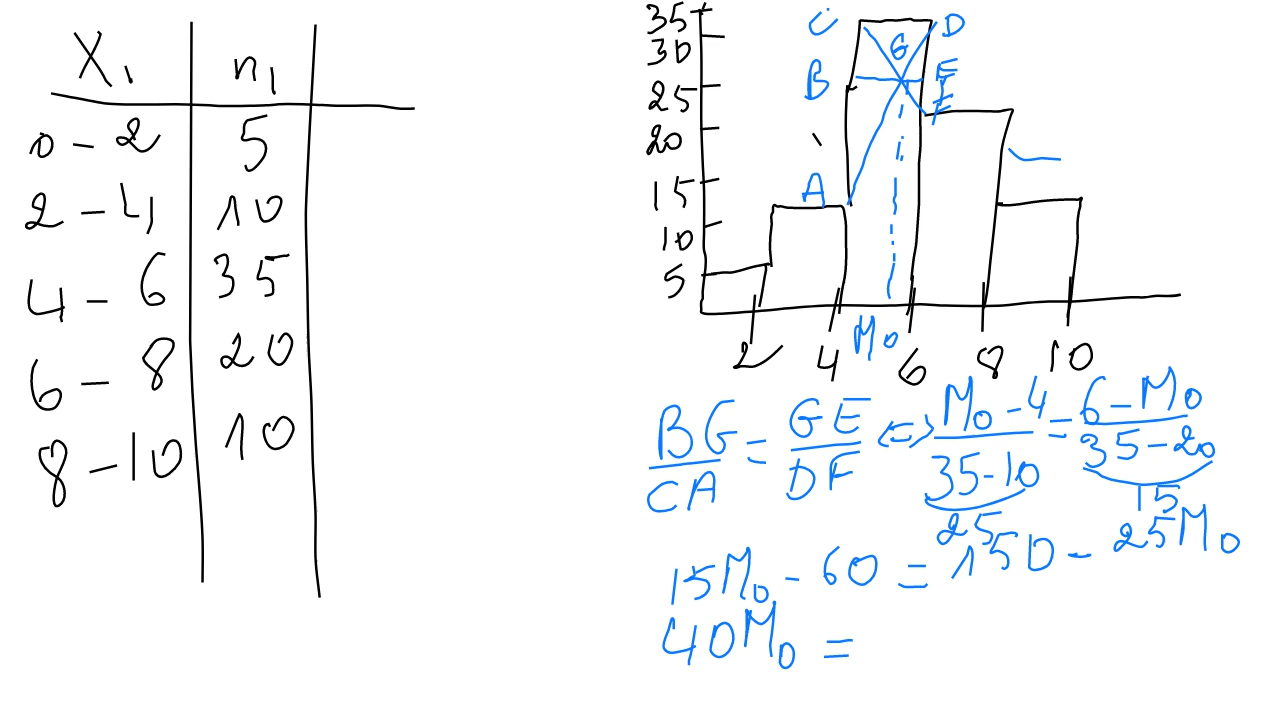 X₁ n₁
0 - 2 5
2 - 4 10
4 - 6 35
6 - 8 20
8 - 10 10
35
30
25
20
15
10
5
C D
G
B E
F
A
2 4 Mo 6 8 10
BG/CA = GE/DF <=> Mo - 4/35-10 = 6 - Mo/35-20
25 15
15Mo - 60 = 150 - 25Mo
40Mo =